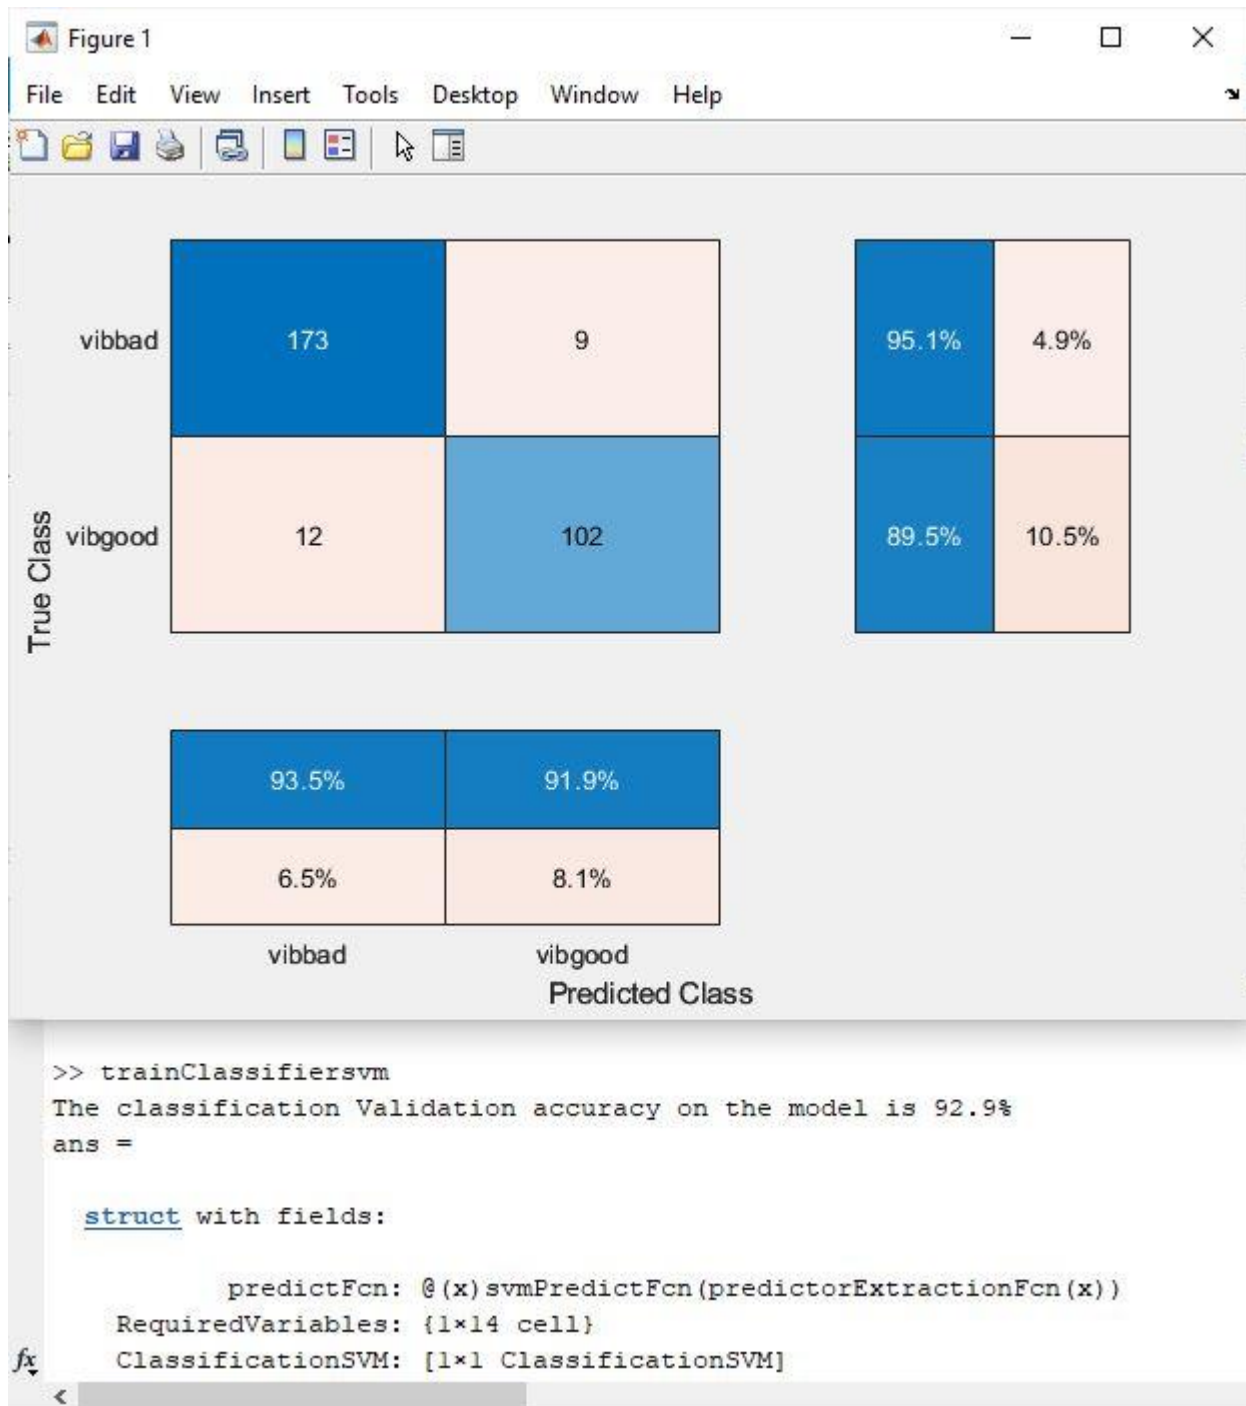 Figure 1
File Edit View Insert Tools Desktop Window Help
vibbad 173 9 95.1% 4.9%
vibgood 12 102 89.5% 10.5%
True Class
93.5% 91.9%
6.5% 8.1%
vibbad vibgood
Predicted Class
>> trainClassifiersvm
The classification Validation accuracy on the model is 92.9%
ans =
struct with fields:
predictFcn: @(x)svmPredictFcn(predictorExtractionFcn(x))
RequiredVariables: {1×14 cell}
fx ClassificationSVM: [1×1 ClassificationSVM]